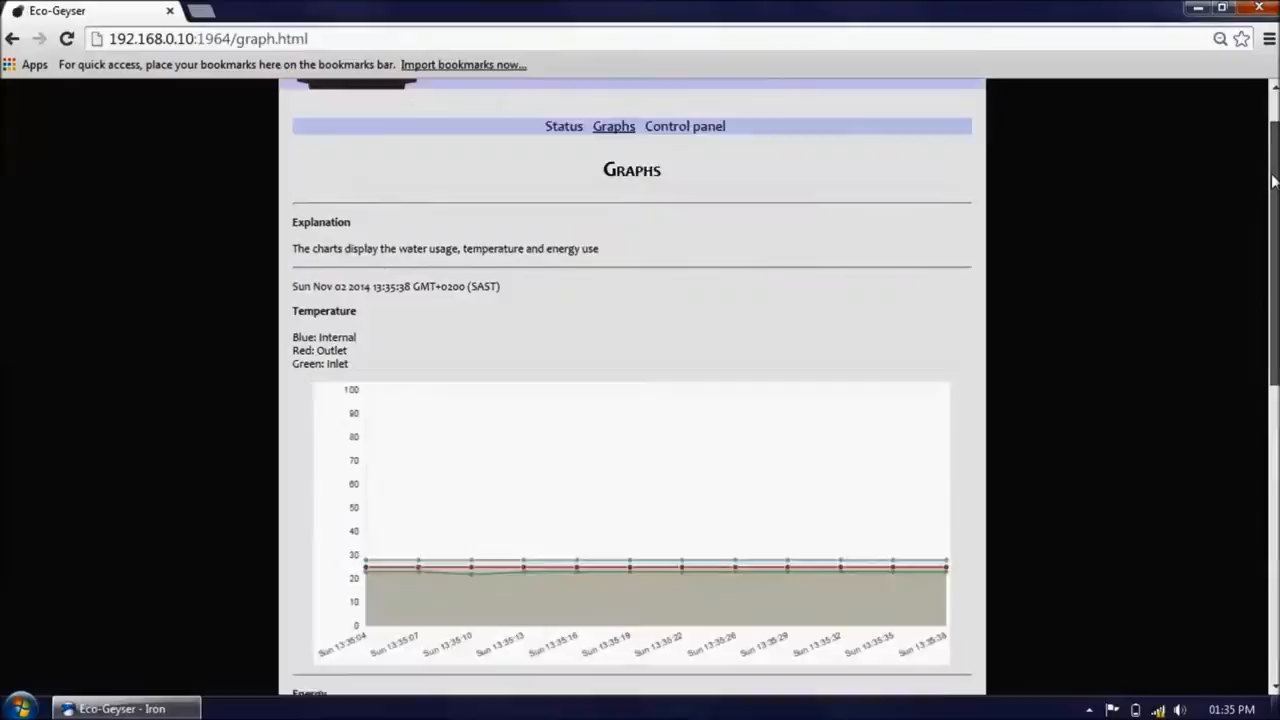 Eco-Geyser
192.168.0.10:1964/graph.html
Apps For quick access, place your bookmarks here on the bookmarks bar. Import bookmarks now...
Status Graphs Control panel
Graphs
Explanation
The charts display the water usage, temperature and energy use
Sun Nov 02 2014 13:35:38 GMT+0200 (SAST)
Temperature
Blue: Internal
Red: Outlet
Green: Inlet
100
90
80
70
60
50
40
30
20
10
0
Sun 13:35:04 Sun 13:35:07 Sun 13:35:10 Sun 13:35:13 Sun 13:35:16 Sun 13:35:19 Sun 13:35:22 Sun 13:35:26 Sun 13:35:29 Sun 13:35:32 Sun 13:35:35 Sun 13:35:38
Energy
Eco-Geyser - Iron
01:35 PM